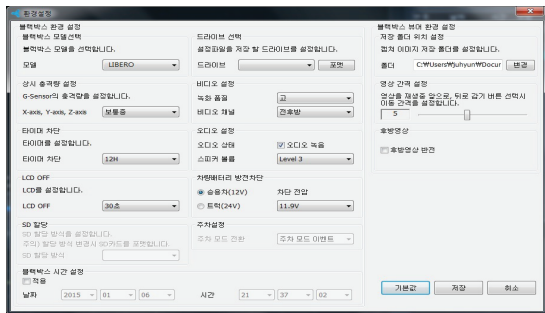 환경설정
블랙박스 환경 설정
블랙박스 모델선택
블랙박스 모델을 선택합니다.
모델 LIBERO
드라이브 선택
설정파일을 저장 할 드라이브를 설정합니다.
드라이브 포맷
상시 충격량 설정
G-Sensor의 충격량을 설정합니다.
X-axis, Y-axis, Z-axis 보통줌
비디오 설정
녹화 품질 고
비디오 채널 전후방
타이머 차단
타이머를 설정합니다.
타이머 차단 12H
오디오 설정
오디오 상태 오디오 녹음
스피커 볼륨 Level 3
LCD OFF
LCD를 설정합니다.
LCD OFF 30초
차량배터리 방전차단
승용차(12V) 차단 전압
트럭(24V) 11.9V
SD 할당
SD 할당 방식을 설정합니다.
주의) 할당 방식 변경시 SD카드를 포맷합니다.
SD 할당 방식
주차설정
주차 모드 전환 주차 모드 이벤트
블랙박스 시간 설정
적용
날짜 2015 01 06 시간 21 37 02
블랙박스 뷰대 환경 설정
저장 폴더 위치 설정
캡쳐 이미지 저장 폴더를 설정합니다.
폴더 C:₩Users₩juhyun₩Docur 변경
영상 간격 설정
영상을 재생중 앞으로, 뒤로 감기 버튼 선택시
이동 간격을 설정합니다.
5
후방영상
후방영상 반전
기본값 저장 취소